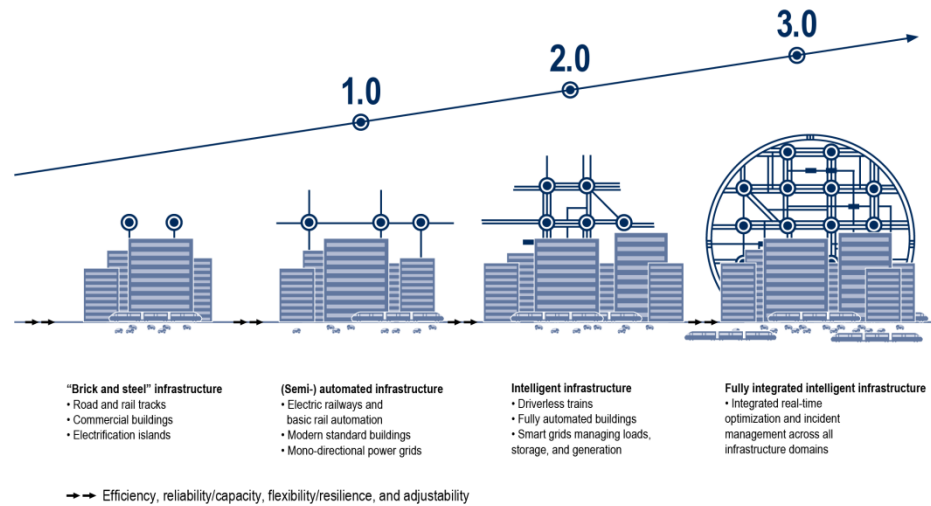 1.0
2.0
3.0
“Brick and steel” infrastructure
• Road and rail tracks
• Commercial buildings
• Electrification islands
(Semi-) automated infrastructure
• Electric railways and
basic rail automation
• Modern standard buildings
• Mono-directional power grids
Intelligent infrastructure
• Driverless trains
• Fully automated buildings
• Smart grids managing loads,
storage, and generation
Fully integrated intelligent infrastructure
• Integrated real-time
optimization and incident
management across all
infrastructure domains
Efficiency, reliability/capacity, flexibility/resilience, and adjustability